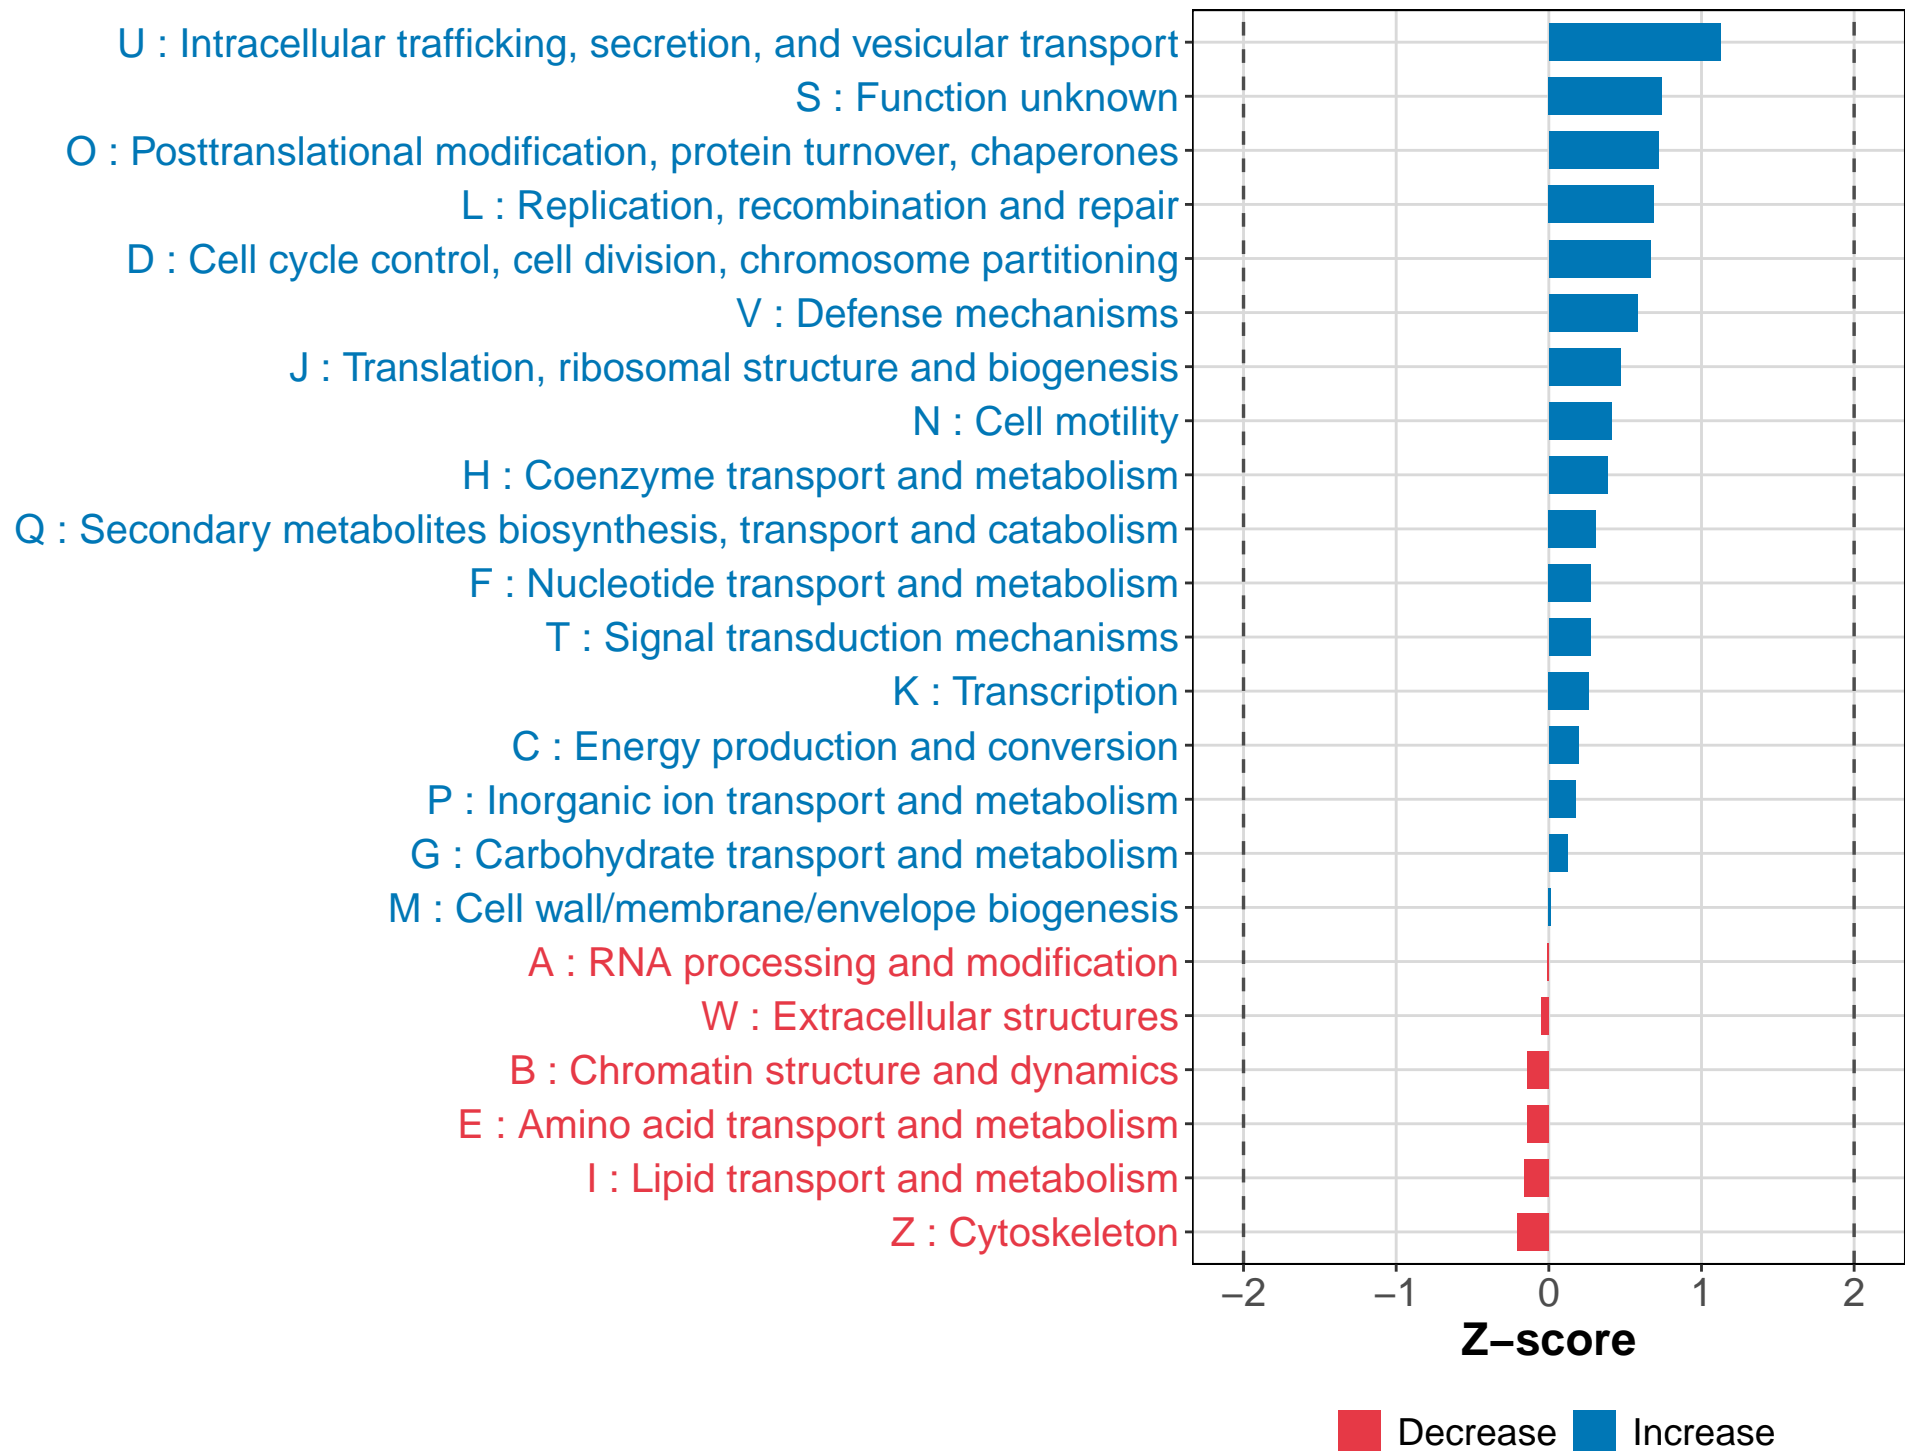 U : Intracellular trafficking, secretion, and vesicular transport
S : Function unknown
O : Posttranslational modification, protein turnover, chaperones
L : Replication, recombination and repair
D : Cell cycle control, cell division, chromosome partitioning
V : Defense mechanisms
J : Translation, ribosomal structure and biogenesis
N : Cell motility
H : Coenzyme transport and metabolism
Q : Secondary metabolites biosynthesis, transport and catabolism
F : Nucleotide transport and metabolism
T : Signal transduction mechanisms
K : Transcription
C : Energy production and conversion
P : Inorganic ion transport and metabolism
G : Carbohydrate transport and metabolism
M : Cell wall/membrane/envelope biogenesis
A : RNA processing and modification
W : Extracellular structures
B : Chromatin structure and dynamics
E : Amino acid transport and metabolism
I : Lipid transport and metabolism
Z : Cytoskeleton
−2 −1 0 1 2
Z−score
Decrease Increase